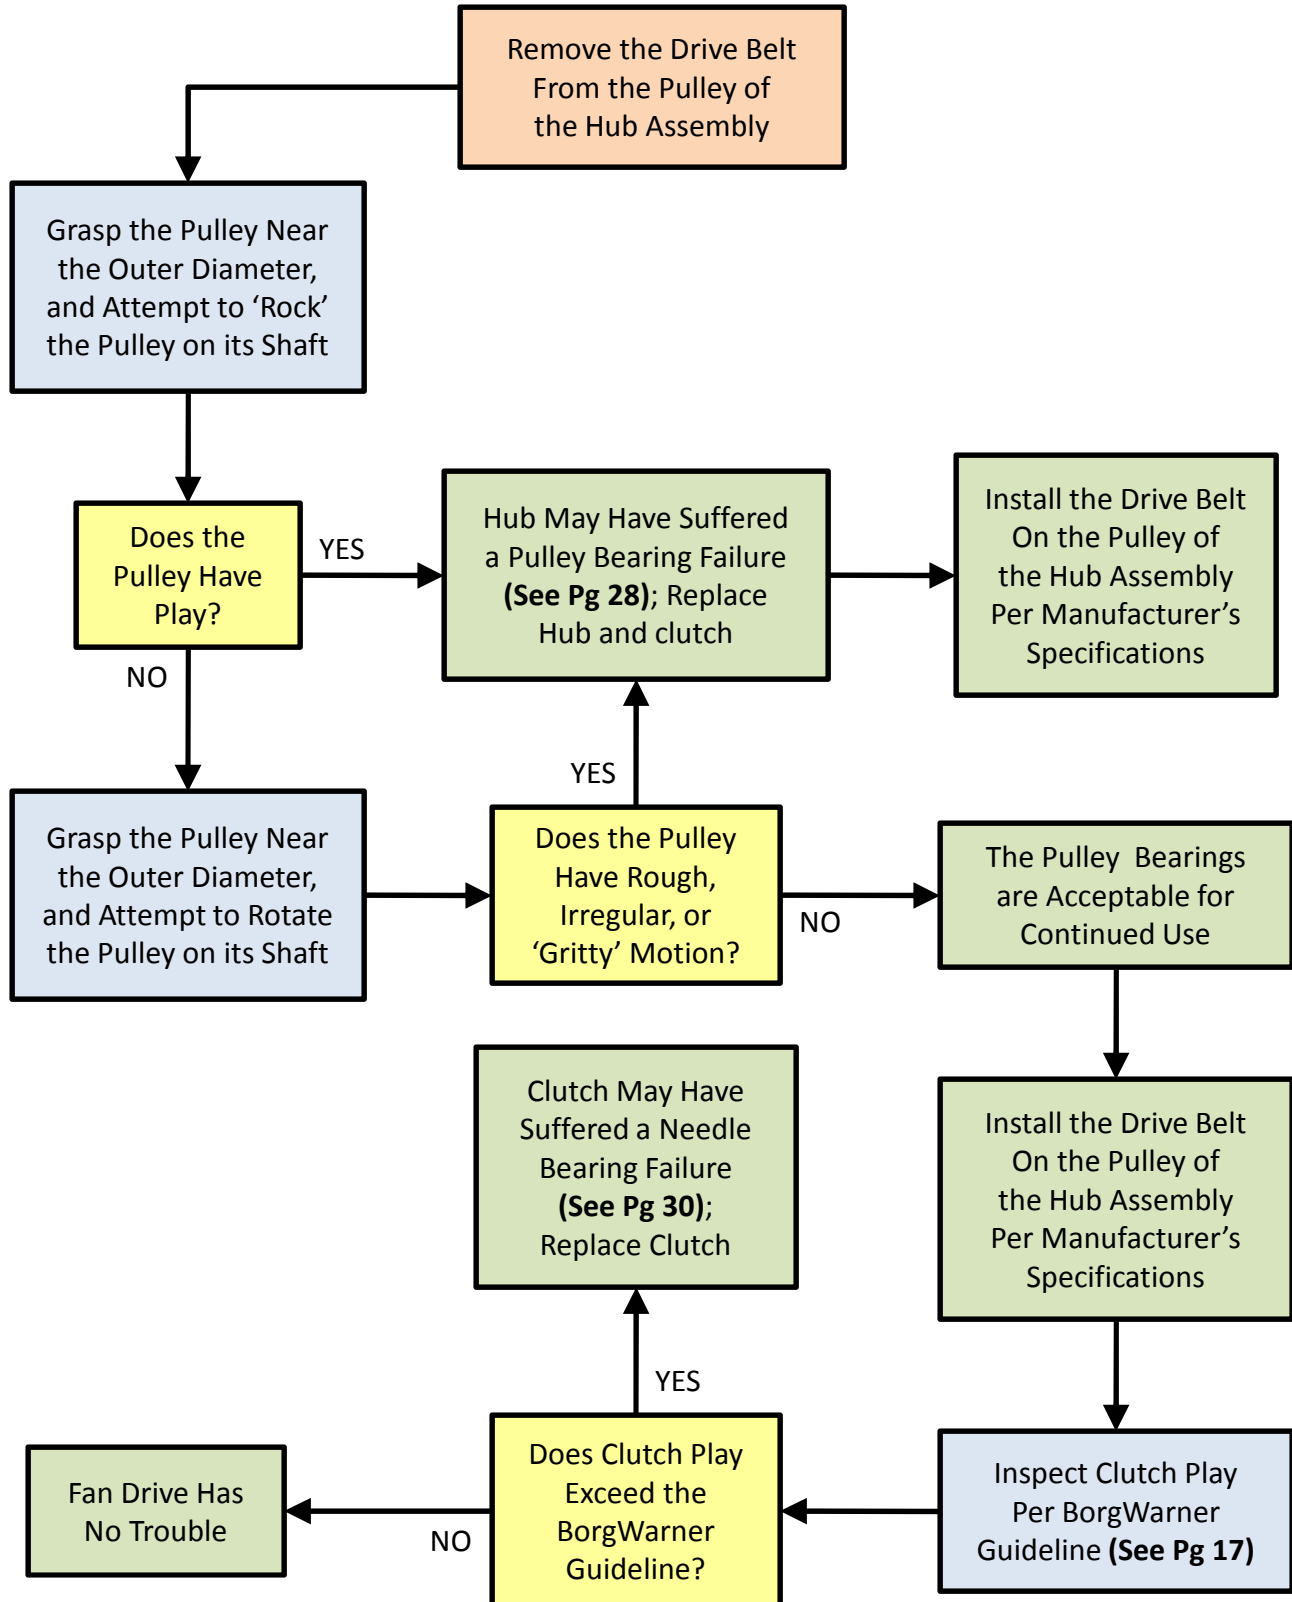 Remove the Drive Belt
From the Pulley of
the Hub Assembly
Grasp the Pulley Near
the Outer Diameter,
and Attempt to ‘Rock’
the Pulley on its Shaft
Does the
Pulley Have
Play?
YES
NO
Hub May Have Suffered
a Pulley Bearing Failure
(See Pg 28); Replace
Hub and clutch
Install the Drive Belt
On the Pulley of
the Hub Assembly
Per Manufacturer’s
Specifications
Grasp the Pulley Near
the Outer Diameter,
and Attempt to Rotate
the Pulley on its Shaft
YES
Does the Pulley
Have Rough,
Irregular, or
‘Gritty’ Motion?
NO
The Pulley  Bearings
are Acceptable for
Continued Use
Install the Drive Belt
On the Pulley of
the Hub Assembly
Per Manufacturer’s
Specifications
Inspect Clutch Play
Per BorgWarner
Guideline (See Pg 17)
Does Clutch Play
Exceed the
BorgWarner
Guideline?
YES
Clutch May Have
Suffered a Needle
Bearing Failure
(See Pg 30);
Replace Clutch
NO
Fan Drive Has
No Trouble